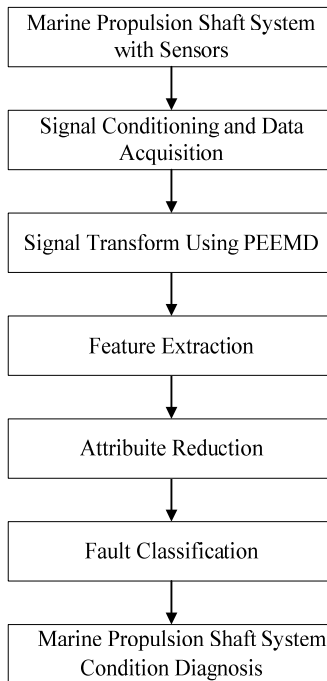 Marine Propulsion Shaft System
with Sensors
Signal Conditioning and Data
Acquisition
Signal Transform Using PEEMD
Feature Extraction
Attribuite Reduction
Fault Classification
Marine Propulsion Shaft System
Condition Diagnosis